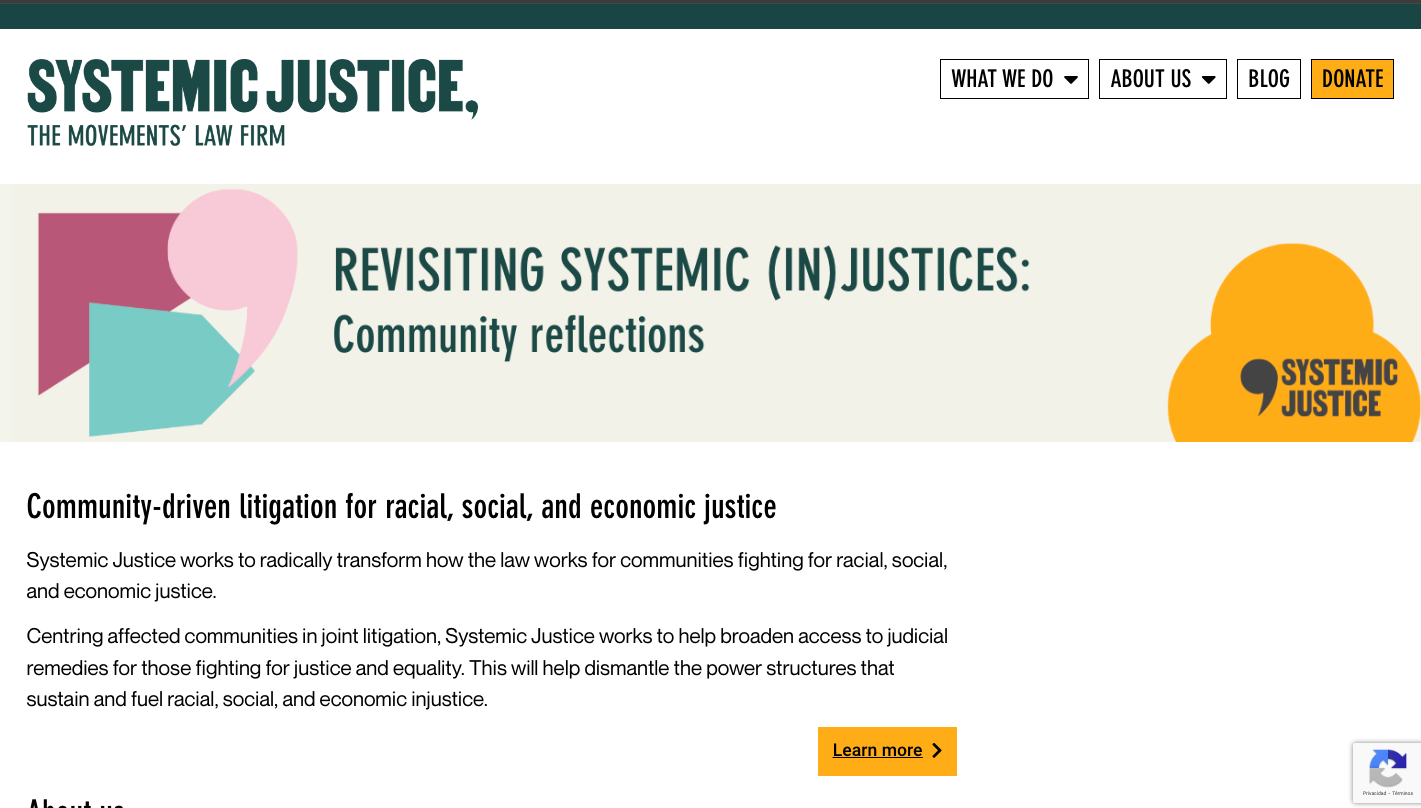 SYSTEMIC JUSTICE,
THE MOVEMENTS’ LAW FIRM
WHAT WE DO
ABOUT US
BLOG
DONATE
REVISITING SYSTEMIC (IN)JUSTICES:
Community reflections
SYSTEMIC
JUSTICE
Community-driven litigation for racial, social, and economic justice
Systemic Justice works to radically transform how the law works for communities fighting for racial, social,
and economic justice.
Centring affected communities in joint litigation, Systemic Justice works to help broaden access to judicial
remedies for those fighting for justice and equality. This will help dismantle the power structures that
sustain and fuel racial, social, and economic injustice.
Learn more
Privacidad - Términos
About us